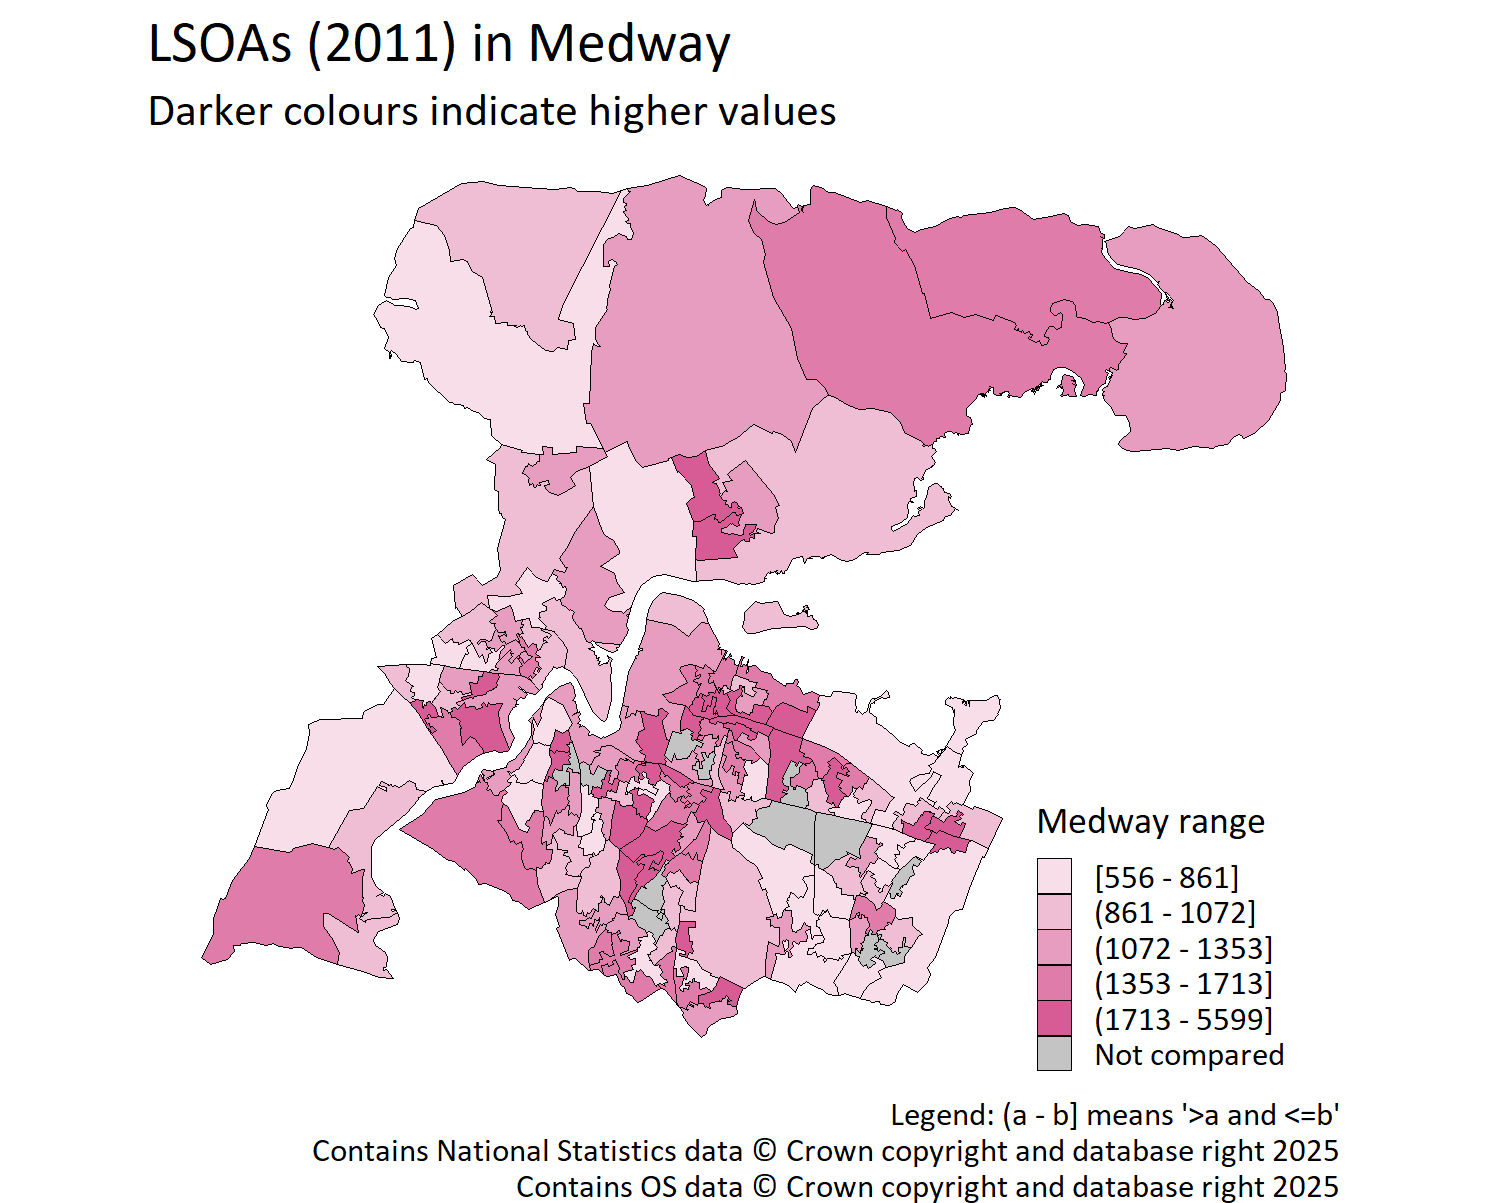 LSOAs (2011) in Medway
Darker colours indicate higher values
Medway range
[556 - 861]
(861 - 1072]
(1072 - 1353]
(1353 - 1713]
(1713 - 5599]
Not compared
Legend: (a - b] means '>a and <=b'
Contains National Statistics data © Crown copyright and database right 2025
Contains OS data © Crown copyright and database right 2025